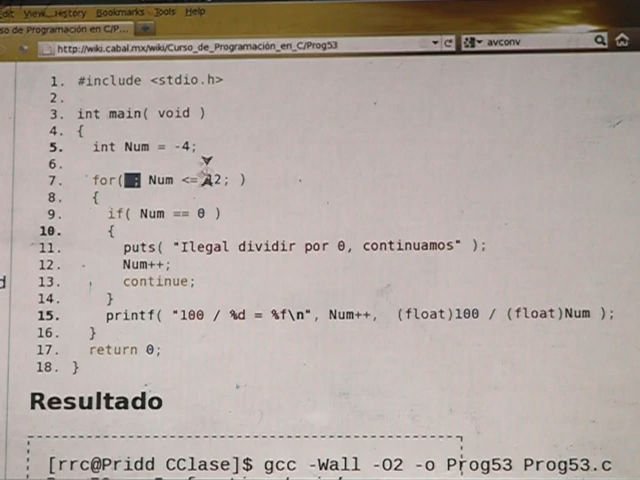 Edit View History Bookmarks Tools Help
so de Programación en C/P...
http://wiki.cabal.mx/wiki/Curso_de_Programación_en_C/Prog53
avconv
1. #include <stdio.h>
2.
3. int main( void )
4. {
5. int Num = -4;
6.
7. for( ; Num <= 12; )
8. {
9. if( Num == 0 )
10. {
11. puts( "Ilegal dividir por 0, continuamos" );
12. Num++;
13. continue;
14. }
15. printf( "100 / %d = %f\n", Num++, (float)100 / (float)Num );
16. }
17. return 0;
18. }
Resultado
[rrc@Pridd CClase]$ gcc -Wall -O2 -o Prog53 Prog53.c